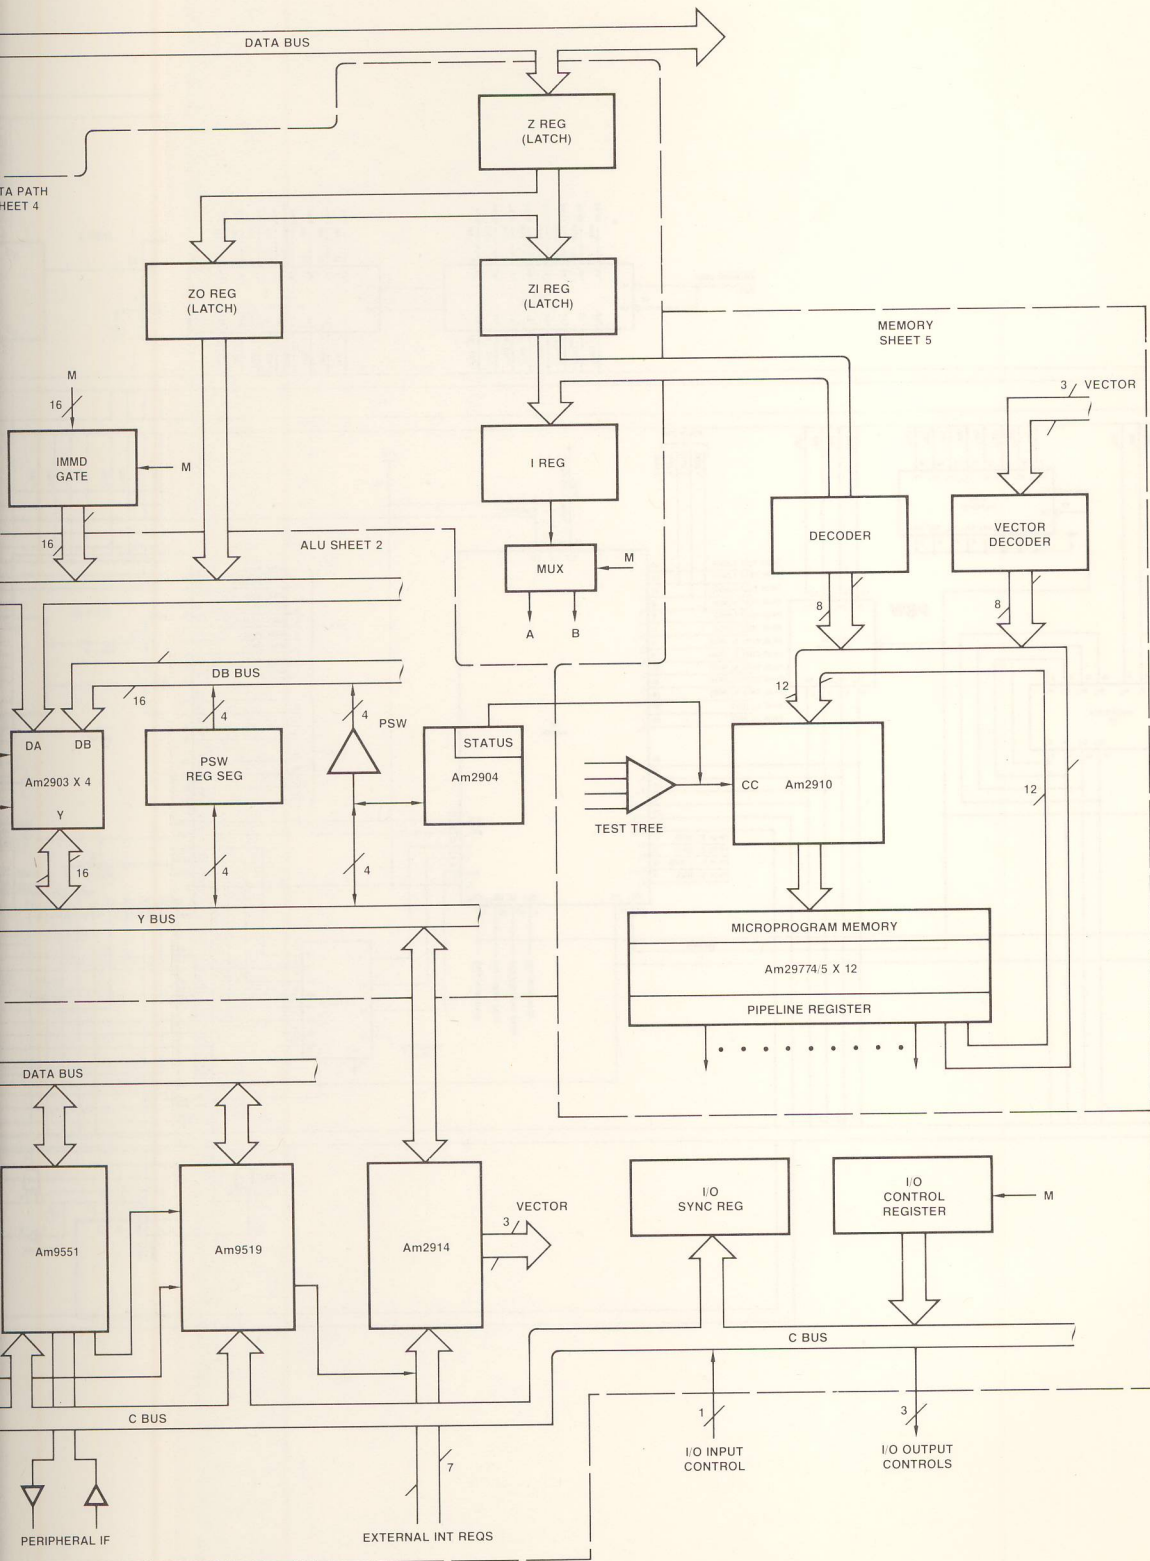 DATA BUS
Z REG
(LATCH)
TA PATH
HEET 4
ZO REG
(LATCH)
ZI REG
(LATCH)
MEMORY
SHEET 5
M
16
3 VECTOR
IMMD
GATE
M
I REG
DECODER
VECTOR
DECODER
16
ALU SHEET 2
MUX
M
A B
8
8
DB BUS
16
12
4
4
PSW
DA DB
Am2903 X 4
Y
PSW
REG SEG
STATUS
Am2904
CC Am2910
TEST TREE
12
16
4
4
Y BUS
MICROPROGRAM MEMORY
Am29774/5 X 12
PIPELINE REGISTER
DATA BUS
Am9551
Am9519
Am2914
3
VECTOR
I/O
SYNC REG
I/O
CONTROL
REGISTER
M
C BUS
C BUS
1
3
I/O INPUT
CONTROL
I/O OUTPUT
CONTROLS
7
PERIPHERAL IF
EXTERNAL INT REQS